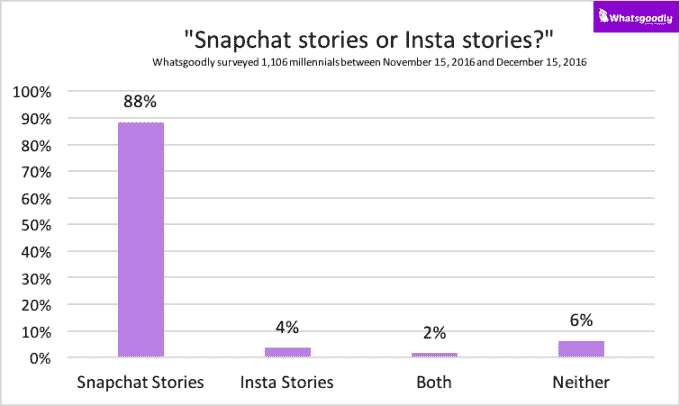 Whatsgoodly
"Snapchat stories or Insta stories?"
Whatsgoodly surveyed 1,106 millennials between November 15, 2016 and December 15, 2016
100%
90%
80%
70%
60%
50%
40%
30%
20%
10%
0%
88%
4%
2%
6%
Snapchat Stories
Insta Stories
Both
Neither